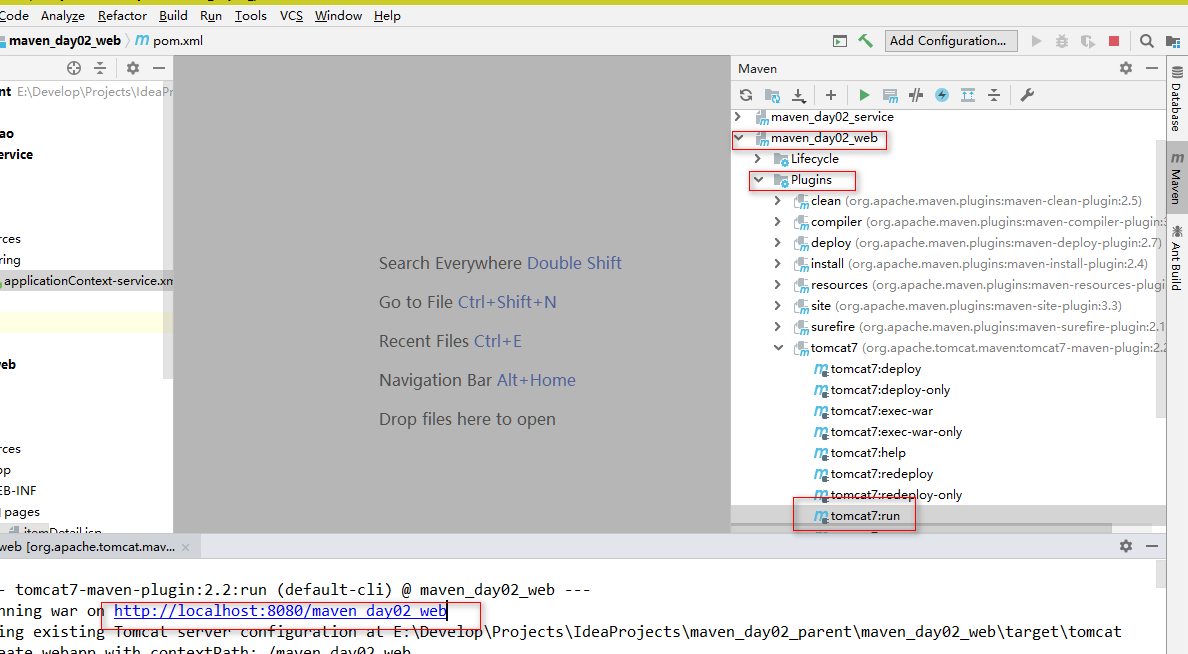 Code Analyze Refactor Build Run Tools VCS Window Help
maven_day02_web pom.xml
Add Configuration...
nt E:\Develop\Projects\IdeaPr
ao
ervice
rces
ring
applicationContext-service.xm
eb
rces
pp
EB-INF
pages
itemDetail.jsp
Search Everywhere Double Shift
Go to File Ctrl+Shift+N
Recent Files Ctrl+E
Navigation Bar Alt+Home
Drop files here to open
Maven
maven_day02_service
maven_day02_web
Lifecycle
Plugins
clean (org.apache.maven.plugins:maven-clean-plugin:2.5)
compiler (org.apache.maven.plugins:maven-compiler-plugin:3
deploy (org.apache.maven.plugins:maven-deploy-plugin:2.7)
install (org.apache.maven.plugins:maven-install-plugin:2.4)
resources (org.apache.maven.plugins:maven-resources-plugi
site (org.apache.maven.plugins:maven-site-plugin:3.3)
surefire (org.apache.maven.plugins:maven-surefire-plugin:2.1
tomcat7 (org.apache.tomcat.maven:tomcat7-maven-plugin:2.2
tomcat7:deploy
tomcat7:deploy-only
tomcat7:exec-war
tomcat7:exec-war-only
tomcat7:help
tomcat7:redeploy
tomcat7:redeploy-only
tomcat7:run
Database
Maven
Ant Build
web [org.apache.tomcat.mav...
- tomcat7-maven-plugin:2.2:run (default-cli) @ maven_day02_web ---
nning war on http://localhost:8080/maven_day02_web
ing existing Tomcat server configuration at E:\Develop\Projects\IdeaProjects\maven_day02_parent\maven_day02_web\target\tomcat
eate webapp with contextPath: /maven_day02_web